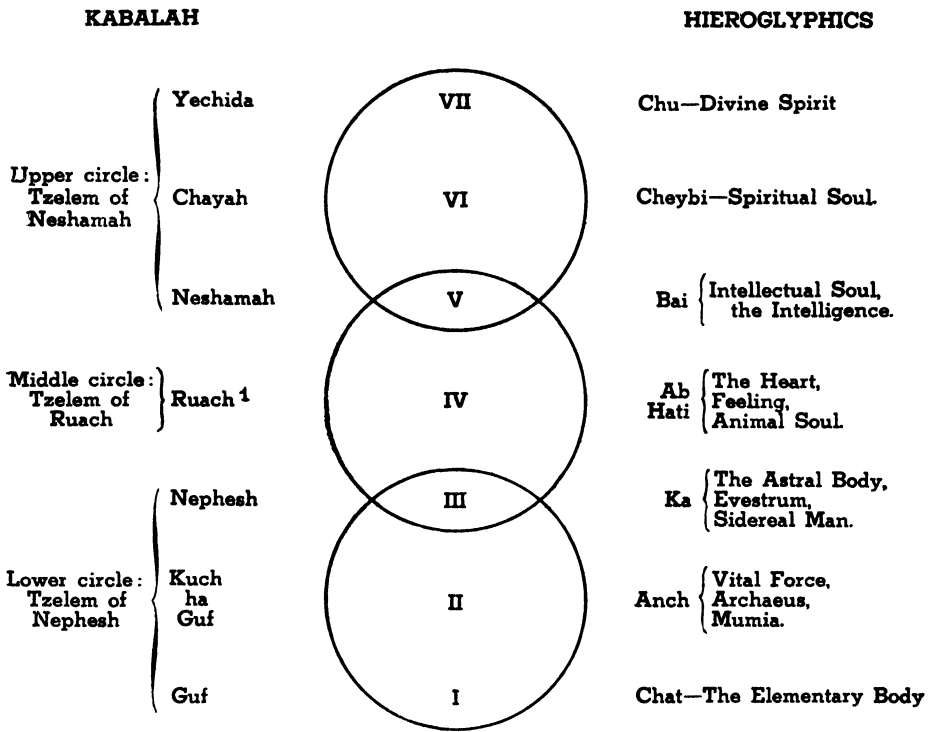 KABALAH
HIEROGLYPHICS
Yechida
VII
Chu—Divine Spirit
Upper circle:
Tzelem of
Neshamah
Chayah
VI
Cheybi—Spiritual Soul.
Neshamah
V
Bai
Intellectual Soul,
the Intelligence.
Middle circle:
Tzelem of
Ruach
Ruach 1
IV
Ab
Hati
The Heart,
Feeling,
Animal Soul.
Nephesh
III
Ka
The Astral Body,
Evestrum,
Sidereal Man.
Lower circle:
Tzelem of
Nephesh
Kuch
ha
Guf
II
Anch
Vital Force,
Archaeus,
Mumia.
Guf
I
Chat—The Elementary Body